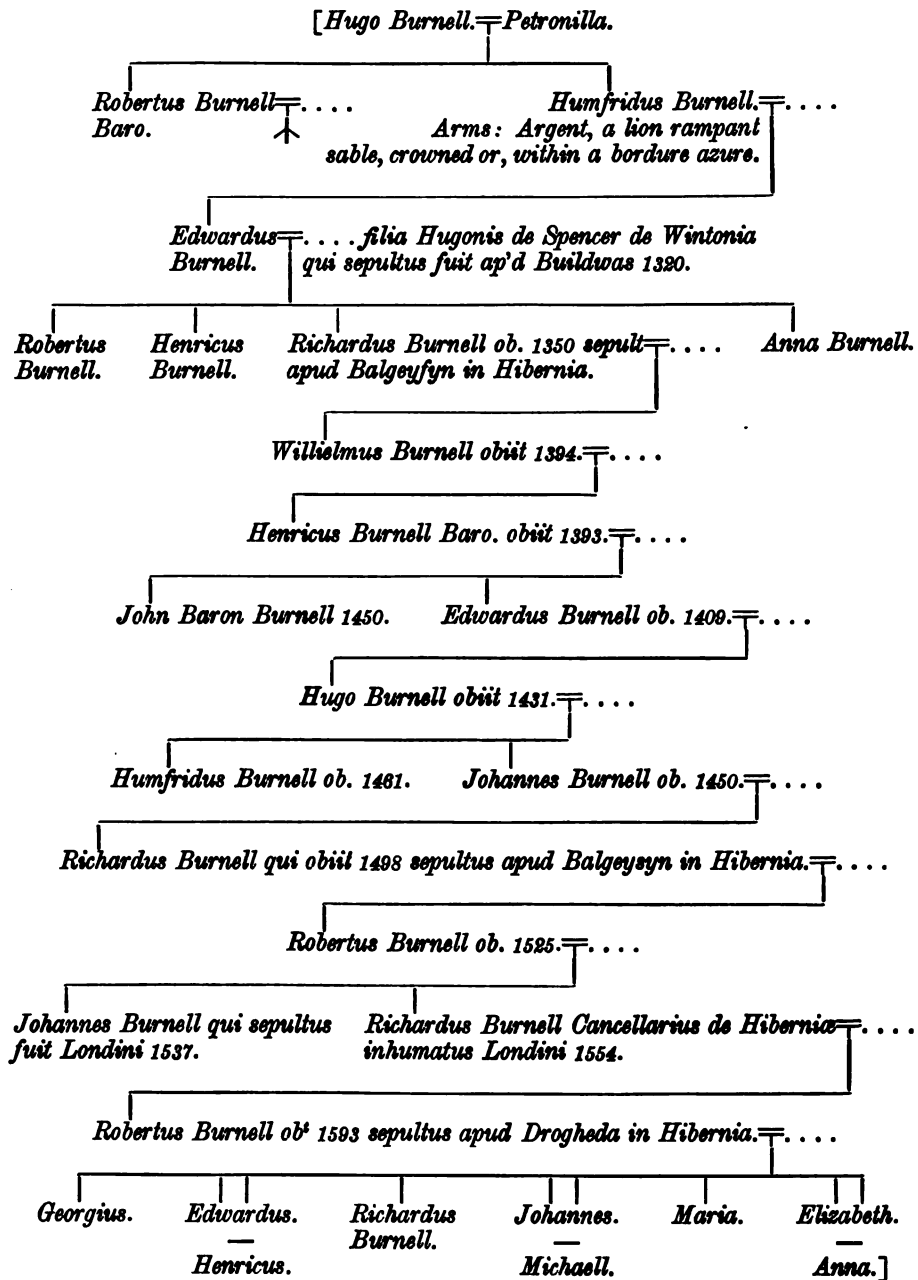 [Hugo Burnell.=Petronilla.
Robertus Burnell=....
Baro.
Humfridus Burnell.=....
Arms: Argent, a lion rampant
sable, crowned or, within a bordure azure.
Edwardus=....filia Hugonis de Spencer de Wintonia
Burnell. qui sepultus fuit ap'd Buildwas 1320.
Robertus
Burnell.
Henricus
Burnell.
Richardus Burnell ob. 1350 sepult=....
apud Balgeyfyn in Hibernia.
Anna Burnell.
Willielmus Burnell obiit 1394.=....
Henricus Burnell Baro. obiit 1393.=....
John Baron Burnell 1450.
Edwardus Burnell ob. 1409.=....
Hugo Burnell obiit 1431.=....
Humfridus Burnell ob. 1461.
Johannes Burnell ob. 1450.=....
Richardus Burnell qui obiit 1498 sepultus apud Balgeysyn in Hibernia.=....
Robertus Burnell ob. 1525.=....
Johannes Burnell qui sepultus
fuit Londini 1537.
Richardus Burnell Cancellarius de Hiberniæ=....
inhumatus Londini 1554.
Robertus Burnell obᵗ 1593 sepultus apud Drogheda in Hibernia.=....
Georgius.
Edwardus.
—
Henricus.
Richardus
Burnell.
Johannes.
—
Michaell.
Maria.
Elizabeth.
—
Anna.]